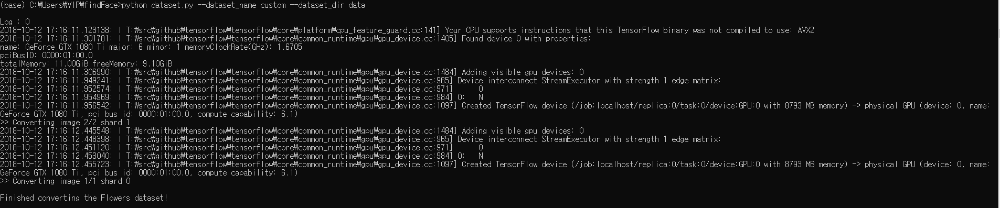 (base) C:₩Users₩VIP₩findFace>python dataset.py --dataset_name custom --dataset_dir data
Log : 0
2018-10-12 17:16:11.123138: I T:₩src₩github₩tensorflow₩tensorflow₩core₩platform₩cpu_feature_guard.cc:141] Your CPU supports instructions that this TensorFlow binary was not compiled to use: AVX2
2018-10-12 17:16:11.301781: I T:₩src₩github₩tensorflow₩tensorflow₩core₩common_runtime₩gpu₩gpu_device.cc:1405] Found device 0 with properties:
name: GeForce GTX 1080 Ti major: 6 minor: 1 memoryClockRate(GHz): 1.6705
pciBusID: 0000:01:00.0
totalMemory: 11.00GiB freeMemory: 9.10GiB
2018-10-12 17:16:11.306990: I T:₩src₩github₩tensorflow₩tensorflow₩core₩common_runtime₩gpu₩gpu_device.cc:1484] Adding visible gpu devices: 0
2018-10-12 17:16:11.949241: I T:₩src₩github₩tensorflow₩tensorflow₩core₩common_runtime₩gpu₩gpu_device.cc:965] Device interconnect StreamExecutor with strength 1 edge matrix:
2018-10-12 17:16:11.952574: I T:₩src₩github₩tensorflow₩tensorflow₩core₩common_runtime₩gpu₩gpu_device.cc:971]      0
2018-10-12 17:16:11.954969: I T:₩src₩github₩tensorflow₩tensorflow₩core₩common_runtime₩gpu₩gpu_device.cc:984] 0:   N
2018-10-12 17:16:11.956542: I T:₩src₩github₩tensorflow₩tensorflow₩core₩common_runtime₩gpu₩gpu_device.cc:1097] Created TensorFlow device (/job:localhost/replica:0/task:0/device:GPU:0 with 8793 MB memory) -> physical GPU (device: 0, name:
GeForce GTX 1080 Ti, pci bus id: 0000:01:00.0, compute capability: 6.1)
>> Converting image 2/2 shard 1
2018-10-12 17:16:12.445548: I T:₩src₩github₩tensorflow₩tensorflow₩core₩common_runtime₩gpu₩gpu_device.cc:1484] Adding visible gpu devices: 0
2018-10-12 17:16:12.448398: I T:₩src₩github₩tensorflow₩tensorflow₩core₩common_runtime₩gpu₩gpu_device.cc:965] Device interconnect StreamExecutor with strength 1 edge matrix:
2018-10-12 17:16:12.451120: I T:₩src₩github₩tensorflow₩tensorflow₩core₩common_runtime₩gpu₩gpu_device.cc:971]      0
2018-10-12 17:16:12.453040: I T:₩src₩github₩tensorflow₩tensorflow₩core₩common_runtime₩gpu₩gpu_device.cc:984] 0:   N
2018-10-12 17:16:12.455723: I T:₩src₩github₩tensorflow₩tensorflow₩core₩common_runtime₩gpu₩gpu_device.cc:1097] Created TensorFlow device (/job:localhost/replica:0/task:0/device:GPU:0 with 8793 MB memory) -> physical GPU (device: 0, name:
GeForce GTX 1080 Ti, pci bus id: 0000:01:00.0, compute capability: 6.1)
>> Converting image 1/1 shard 0
Finished converting the Flowers dataset!